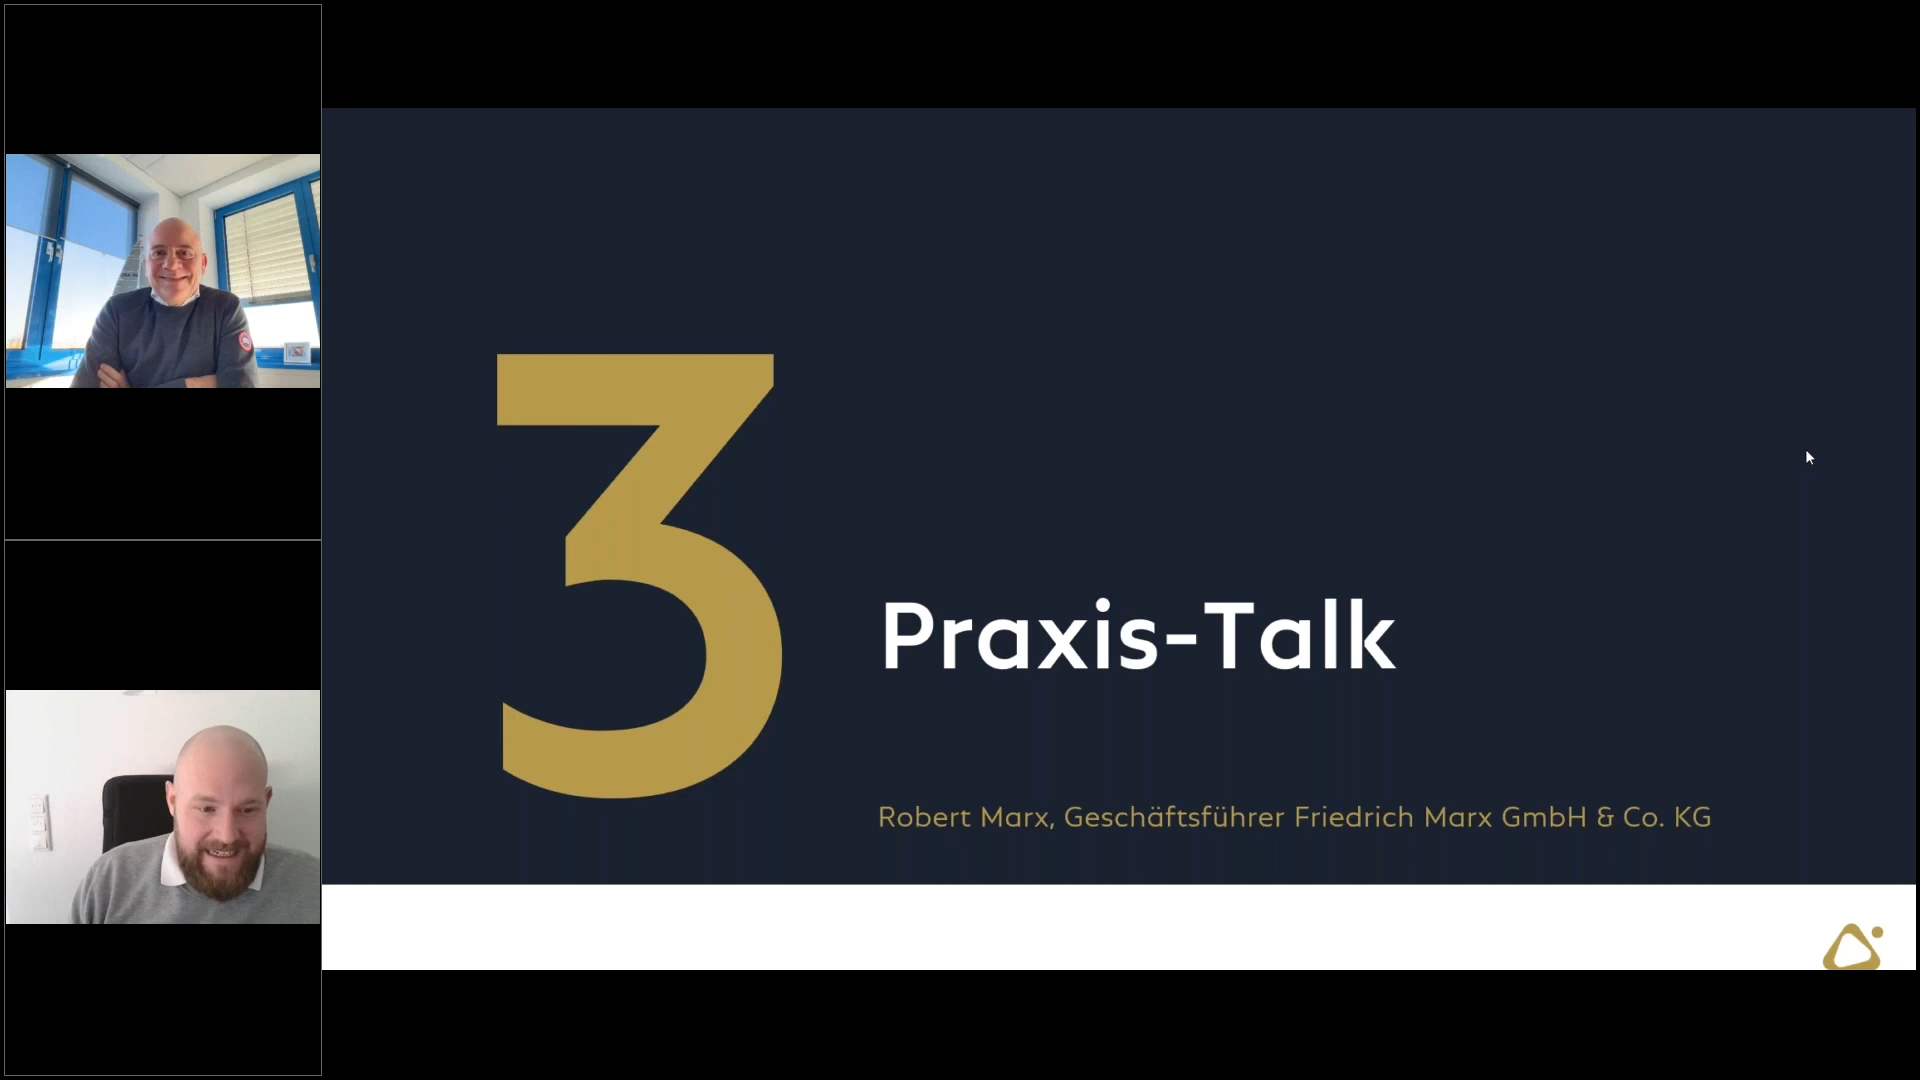 3
Praxis-Talk
Robert Marx, Geschäftsführer Friedrich Marx GmbH & Co. KG